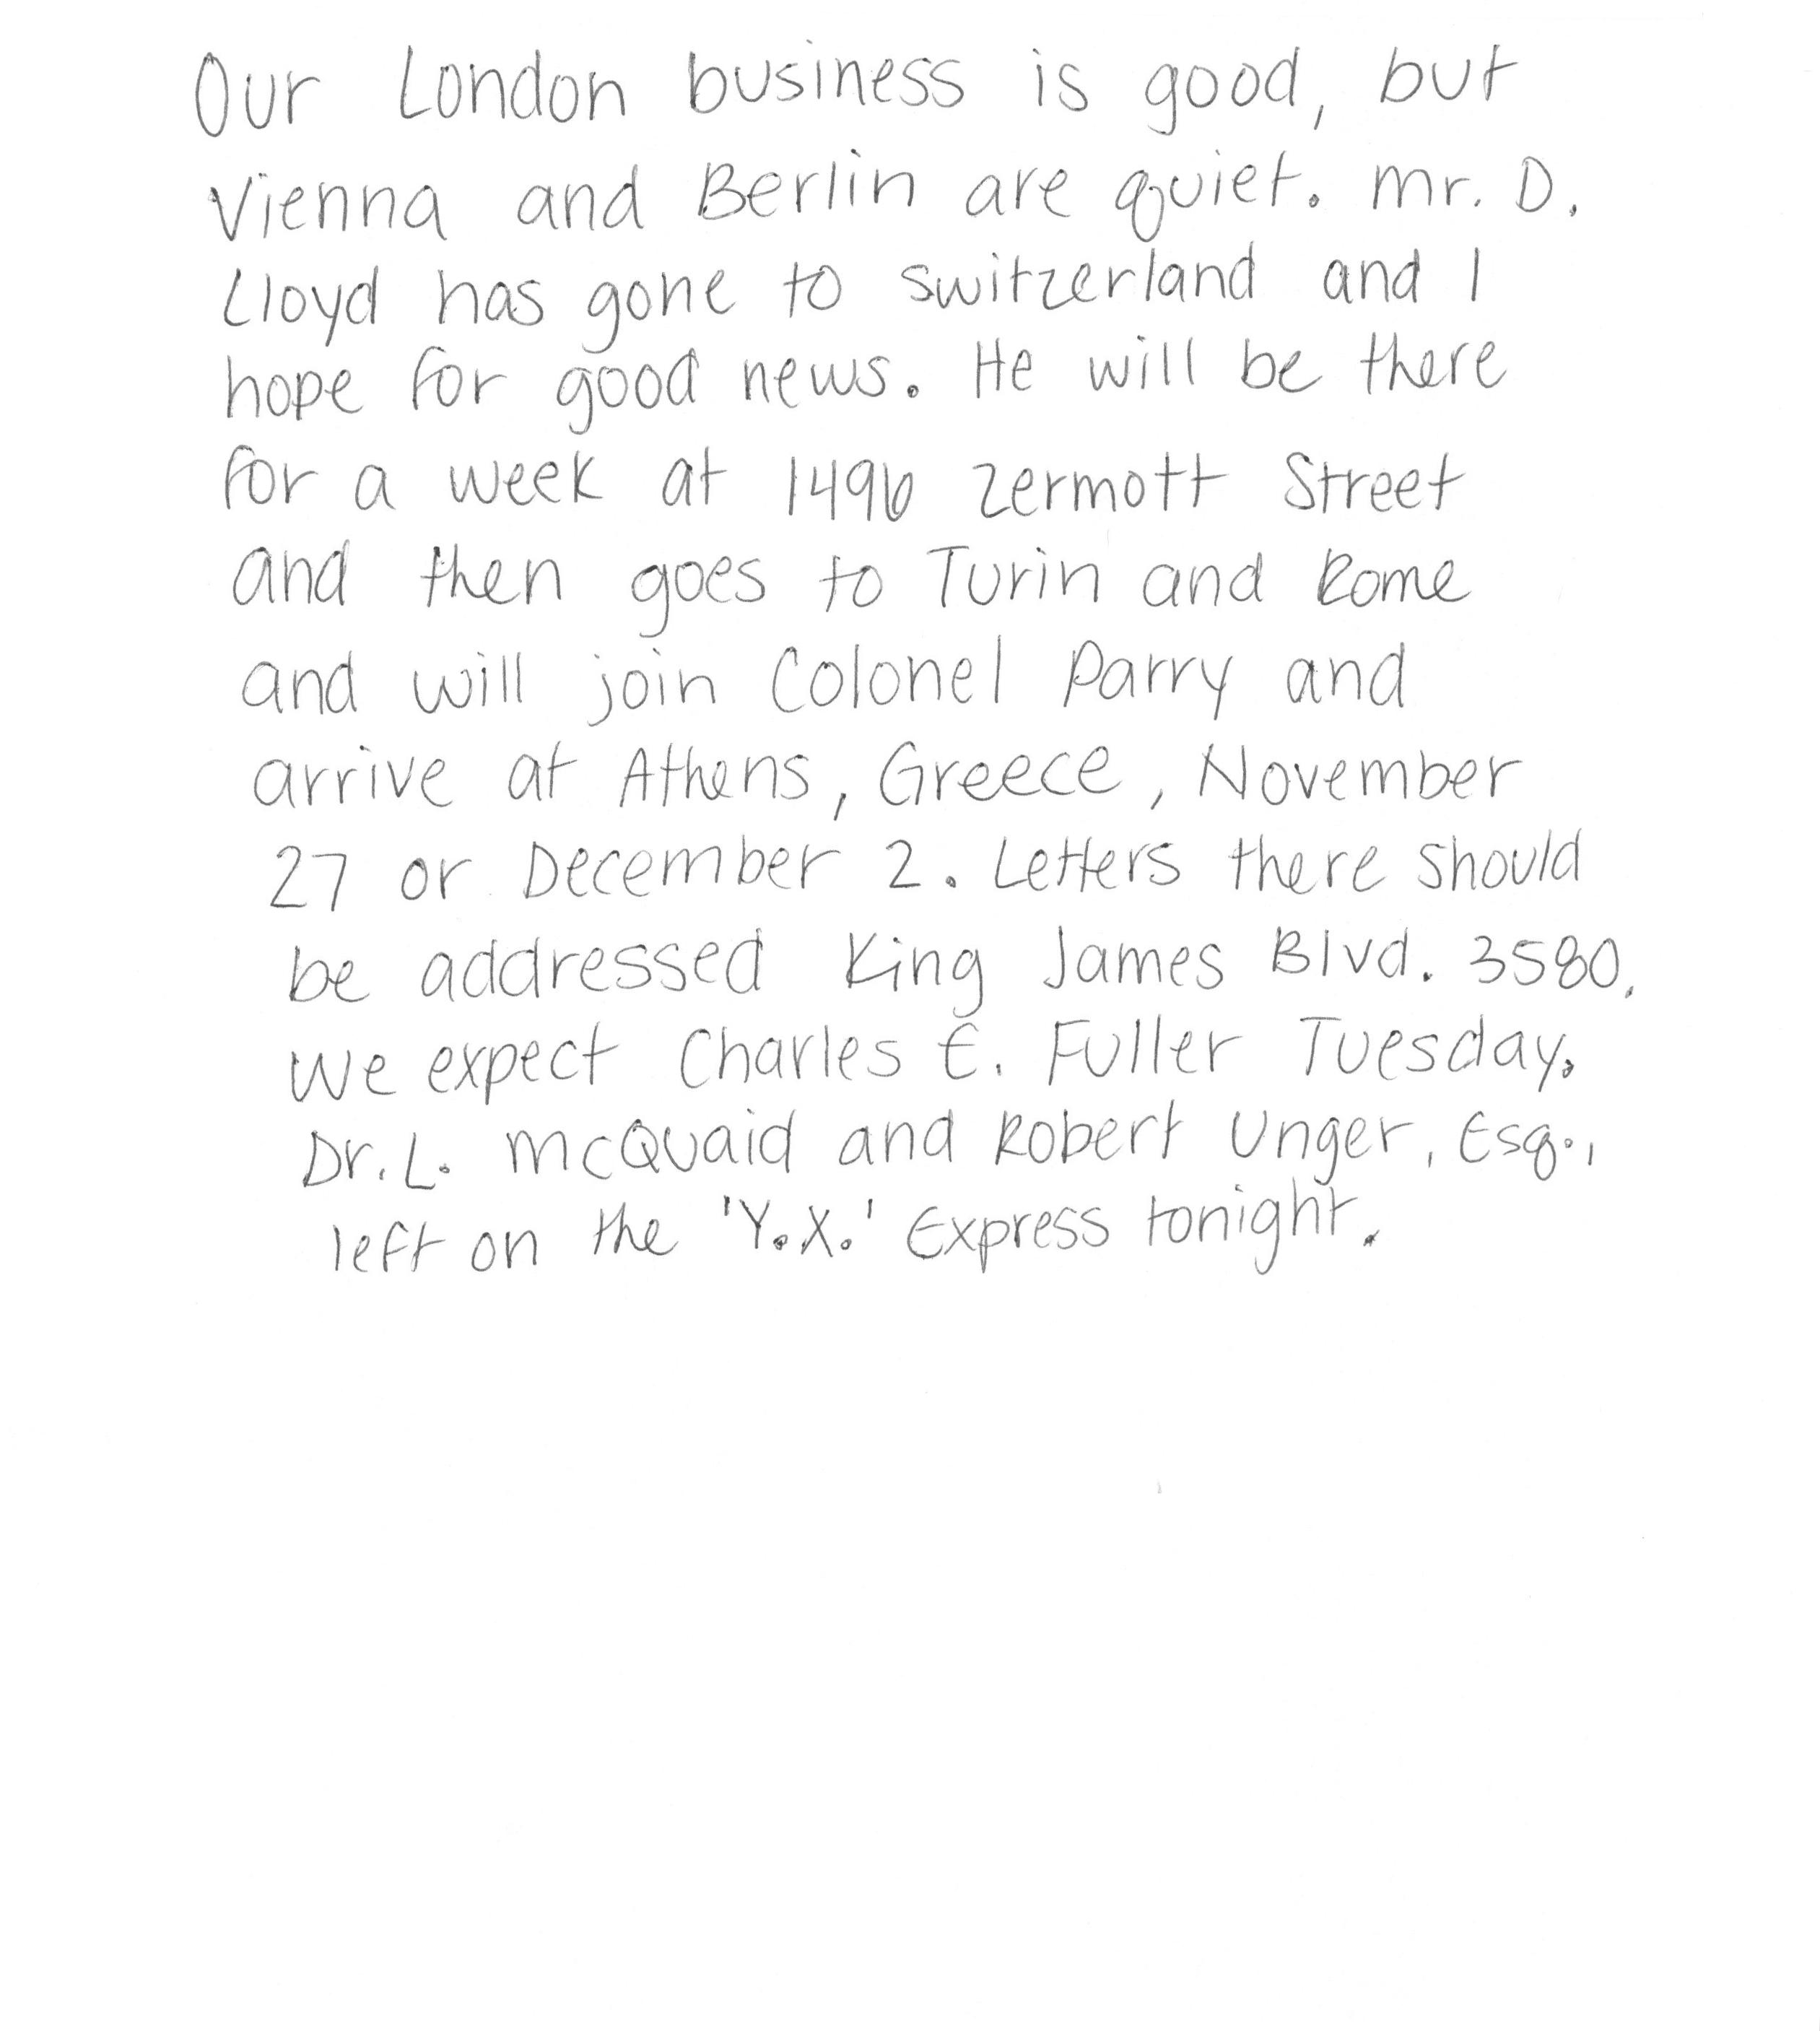 Our London business is good, but
Vienna and Berlin are quiet. Mr. D.
Lloyd has gone to Switzerland and I
hope for good news. He will be there
for a week at 1496 Zermott Street
and then goes to Turin and Rome
and will join Colonel Parry and
arrive at Athens, Greece, November
27 or December 2. Letters there should
be addressed King James Blvd. 3580.
We expect Charles E. Fuller Tuesday.
Dr. L. McQuaid and Robert Unger, Esq.,
left on the 'Y.X.' Express tonight.